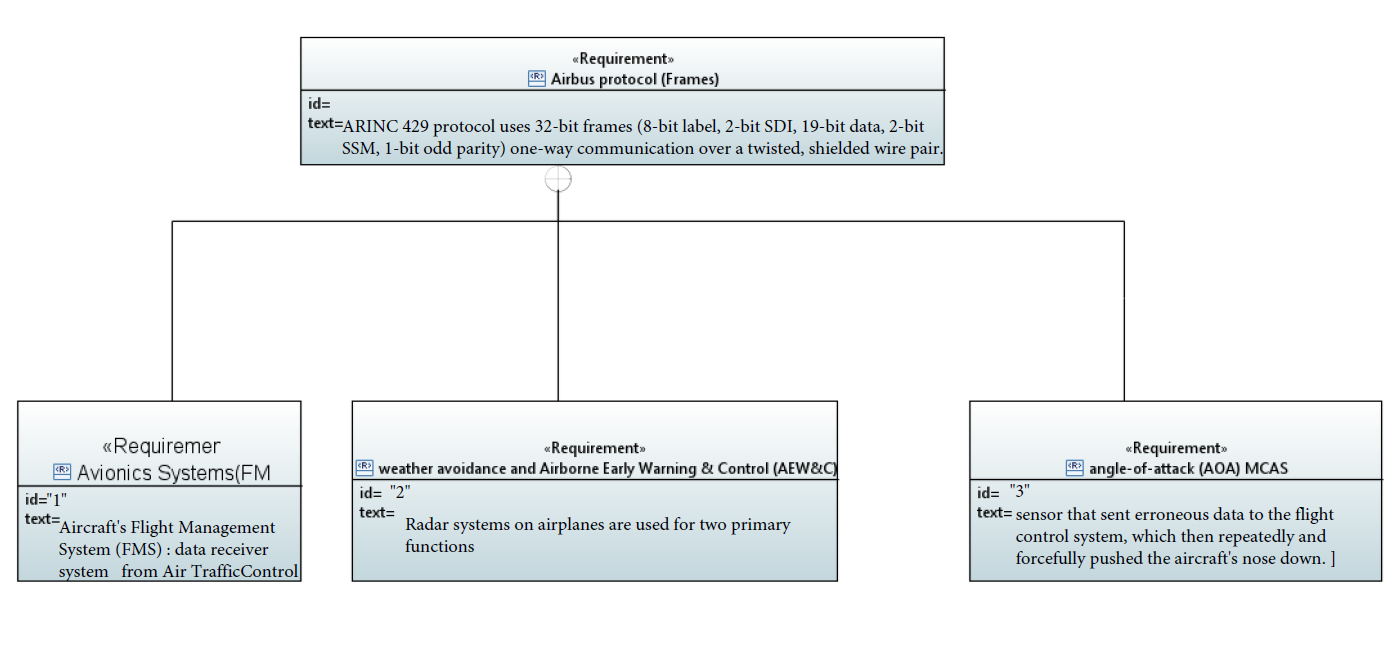 «Requirement»
Airbus protocol (Frames)
id=
text=ARINC 429 protocol uses 32-bit frames (8-bit label, 2-bit SDI, 19-bit data, 2-bit
SSM, 1-bit odd parity) one-way communication over a twisted, shielded wire pair.
«Requiremer
Avionics Systems(FM
id="1"
text=Aircraft's Flight Management
System (FMS) : data receiver
system from Air TrafficControl
«Requirement»
weather avoidance and Airborne Early Warning & Control (AEW&C)
id= "2"
text=
Radar systems on airplanes are used for two primary
functions
«Requirement»
angle-of-attack (AOA) MCAS
id= "3"
text= sensor that sent erroneous data to the flight
control system, which then repeatedly and
forcefully pushed the aircraft's nose down. ]